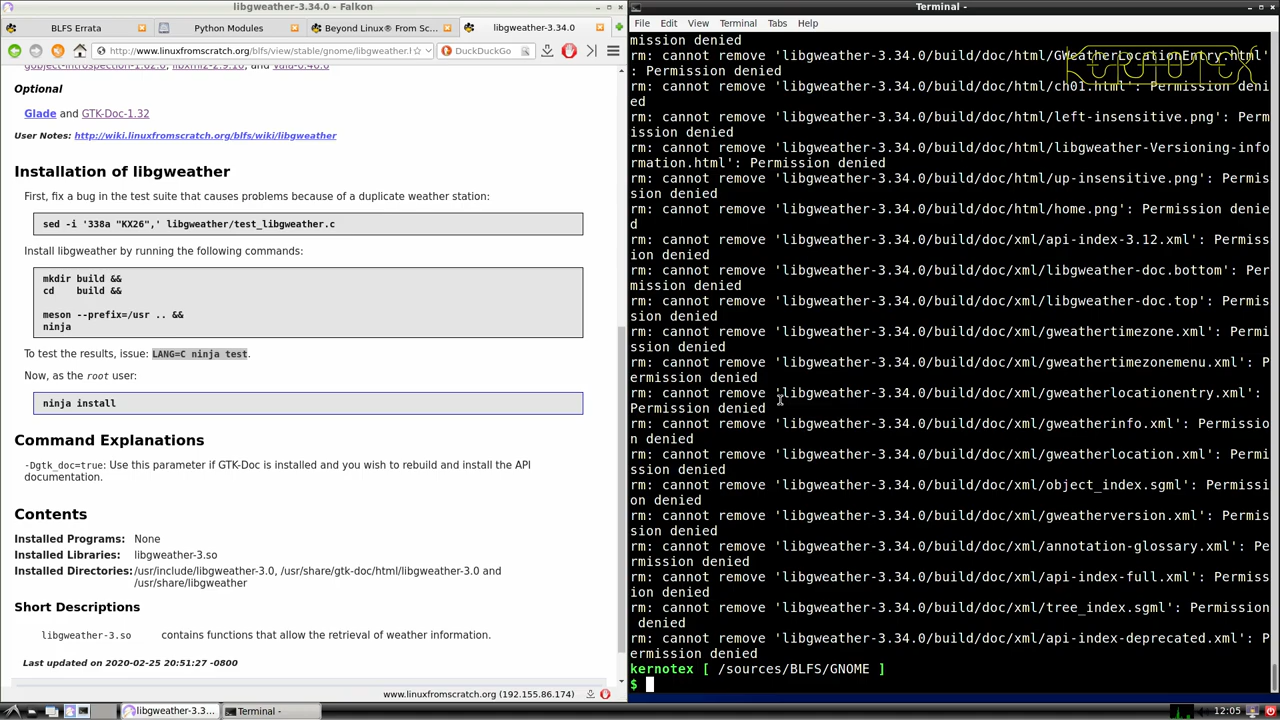 libgweather-3.34.0 - Falkon
BLFS Errata
Python Modules
Beyond Linux® From Sc...
libgweather-3.34.0
http://www.linuxfromscratch.org/blfs/view/stable/gnome/libgweather.l
DuckDuckGo
gobject-introspection-1.62.0, libxml2-2.9.10, and vala-0.46.6
Optional
Glade and GTK-Doc-1.32
User Notes: http://wiki.linuxfromscratch.org/blfs/wiki/libgweather
Installation of libgweather
First, fix a bug in the test suite that causes problems because of a duplicate weather station:
sed -i '338a "KX26",' libgweather/test_libgweather.c
Install libgweather by running the following commands:
mkdir build &&
cd    build &&
meson --prefix=/usr .. &&
ninja
To test the results, issue: LANG=C ninja test.
Now, as the root user:
ninja install
Command Explanations
-Dgtk_doc=true: Use this parameter if GTK-Doc is installed and you wish to rebuild and install the API
documentation.
Contents
Installed Programs: None
Installed Libraries: libgweather-3.so
Installed Directories: /usr/include/libgweather-3.0, /usr/share/gtk-doc/html/libgweather-3.0 and
/usr/share/libgweather
Short Descriptions
libgweather-3.so contains functions that allow the retrieval of weather information.
Last updated on 2020-02-25 20:51:27 -0800
www.linuxfromscratch.org (192.155.86.174)
Terminal -
File Edit View Terminal Tabs Help
mission denied
rm: cannot remove 'libgweather-3.34.0/build/doc/html/GWeatherLocationEntry.html'
: Permission denied
rm: cannot remove 'libgweather-3.34.0/build/doc/html/ch01.html': Permission deni
ed
rm: cannot remove 'libgweather-3.34.0/build/doc/html/left-insensitive.png': Perm
ission denied
rm: cannot remove 'libgweather-3.34.0/build/doc/html/libgweather-Versioning-info
rmation.html': Permission denied
rm: cannot remove 'libgweather-3.34.0/build/doc/html/up-insensitive.png': Permis
sion denied
rm: cannot remove 'libgweather-3.34.0/build/doc/html/home.png': Permission denie
d
rm: cannot remove 'libgweather-3.34.0/build/doc/xml/api-index-3.12.xml': Permiss
ion denied
rm: cannot remove 'libgweather-3.34.0/build/doc/xml/libgweather-doc.bottom': Per
mission denied
rm: cannot remove 'libgweather-3.34.0/build/doc/xml/libgweather-doc.top': Permis
sion denied
rm: cannot remove 'libgweather-3.34.0/build/doc/xml/gweathertimezone.xml': Permi
ssion denied
rm: cannot remove 'libgweather-3.34.0/build/doc/xml/gweathertimezonemenu.xml': P
ermission denied
rm: cannot remove 'libgweather-3.34.0/build/doc/xml/gweatherlocationentry.xml':
Permission denied
rm: cannot remove 'libgweather-3.34.0/build/doc/xml/gweatherinfo.xml': Permissio
n denied
rm: cannot remove 'libgweather-3.34.0/build/doc/xml/gweatherlocation.xml': Permi
ssion denied
rm: cannot remove 'libgweather-3.34.0/build/doc/xml/object_index.sgml': Permissi
on denied
rm: cannot remove 'libgweather-3.34.0/build/doc/xml/gweatherversion.xml': Permis
sion denied
rm: cannot remove 'libgweather-3.34.0/build/doc/xml/annotation-glossary.xml': Pe
rmission denied
rm: cannot remove 'libgweather-3.34.0/build/doc/xml/api-index-full.xml': Permiss
ion denied
rm: cannot remove 'libgweather-3.34.0/build/doc/xml/tree_index.sgml': Permission
denied
rm: cannot remove 'libgweather-3.34.0/build/doc/xml/api-index-deprecated.xml': P
ermission denied
kernotex [ /sources/BLFS/GNOME ]
$
libgweather-3.3...
Terminal -
12:05